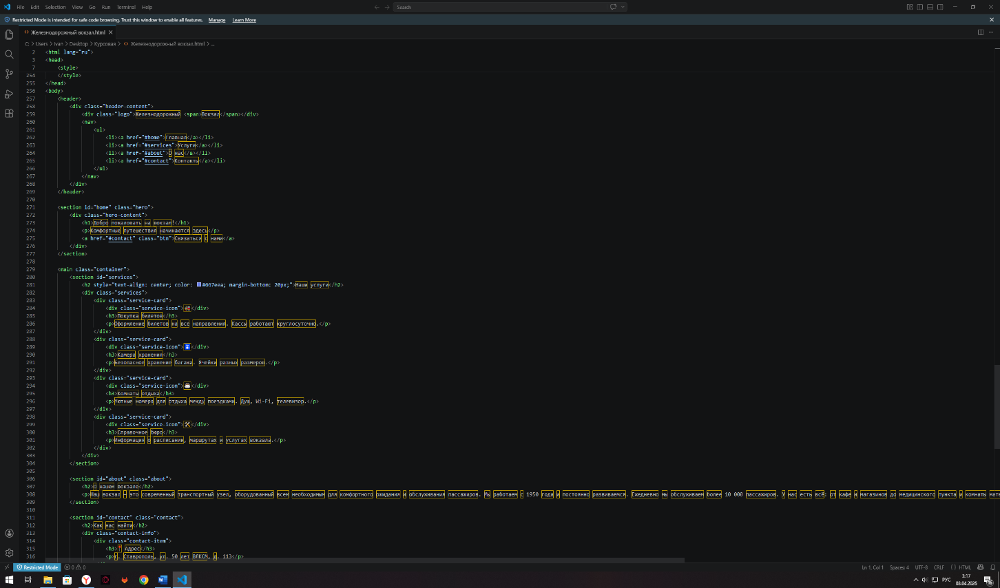 File Edit Selection View Go Run Terminal Help
Search
Restricted Mode is intended for safe code browsing. Trust this window to enable all features. Manage Learn More
Железнодорожный вокзал.html
C: > Users > Ivan > Desktop > Курсовая > Железнодорожный вокзал.html > ...
2 <html lang="ru">
3 <head>
7 <style>
254 </style>
255 </head>
256 <body>
257 <header>
258 <div class="header-content">
259 <div class="logo">Железнодорожный <span>Вокзал</span></div>
260 <nav>
261 <ul>
262 <li><a href="#home">Главная</a></li>
263 <li><a href="#services">Услуги</a></li>
264 <li><a href="#about">О нас</a></li>
265 <li><a href="#contact">Контакты</a></li>
266 </ul>
267 </nav>
268 </div>
269 </header>
270
271 <section id="home" class="hero">
272 <div class="hero-content">
273 <h1>Добро пожаловать на вокзал!</h1>
274 <p>Комфортные путешествия начинаются здесь</p>
275 <a href="#contact" class="btn">Связаться с нами</a>
276 </div>
277 </section>
278
279 <main class="container">
280 <section id="services">
281 <h2 style="text-align: center; color: #667eea; margin-bottom: 20px;">Наши услуги</h2>
282 <div class="services">
283 <div class="service-card">
284 <div class="service-icon"></div>
285 <h3>Покупка билетов</h3>
286 <p>Оформление билетов на все направления. Кассы работают круглосуточно.</p>
287 </div>
288 <div class="service-card">
289 <div class="service-icon">🛅</div>
290 <h3>Камера хранения</h3>
291 <p>Безопасное хранение багажа. Ячейки разных размеров.</p>
292 </div>
293 <div class="service-card">
294 <div class="service-icon">☕</div>
295 <h3>Комнаты отдыха</h3>
296 <p>Уютные номера для отдыха между поездками. Душ, Wi-Fi, телевизор.</p>
297 </div>
298 <div class="service-card">
299 <div class="service-icon">🛠</div>
300 <h3>Справочное бюро</h3>
301 <p>Информация о расписании, маршрутах и услугах вокзала.</p>
302 </div>
303 </div>
304 </section>
305
306 <section id="about" class="about">
307 <h2>О нашем вокзале</h2>
308 <p>Наш вокзал — это современный транспортный узел, оборудованный всем необходимым для комфортного ожидания и обслуживания пассажиров. Мы работаем с 1950 года и постоянно развиваемся. Ежедневно мы обслуживаем более 10 000 пассажиров. У нас есть всё: от кафе и магазинов до медицинского пункта и комнаты мате
309 </section>
310
311 <section id="contact" class="contact">
312 <h2>Как нас найти</h2>
313 <div class="contact-info">
314 <div class="contact-item">
315 <h3>📍 Адрес</h3>
316 <p>г. Ставрополь, ул. 50 лет ВЛКСМ, д. 113</p>
Restricted Mode 0 0 Ln 1, Col 1 Spaces: 4 UTF-8 CRLF {} HTML
РУС 3:17
08.04.2026